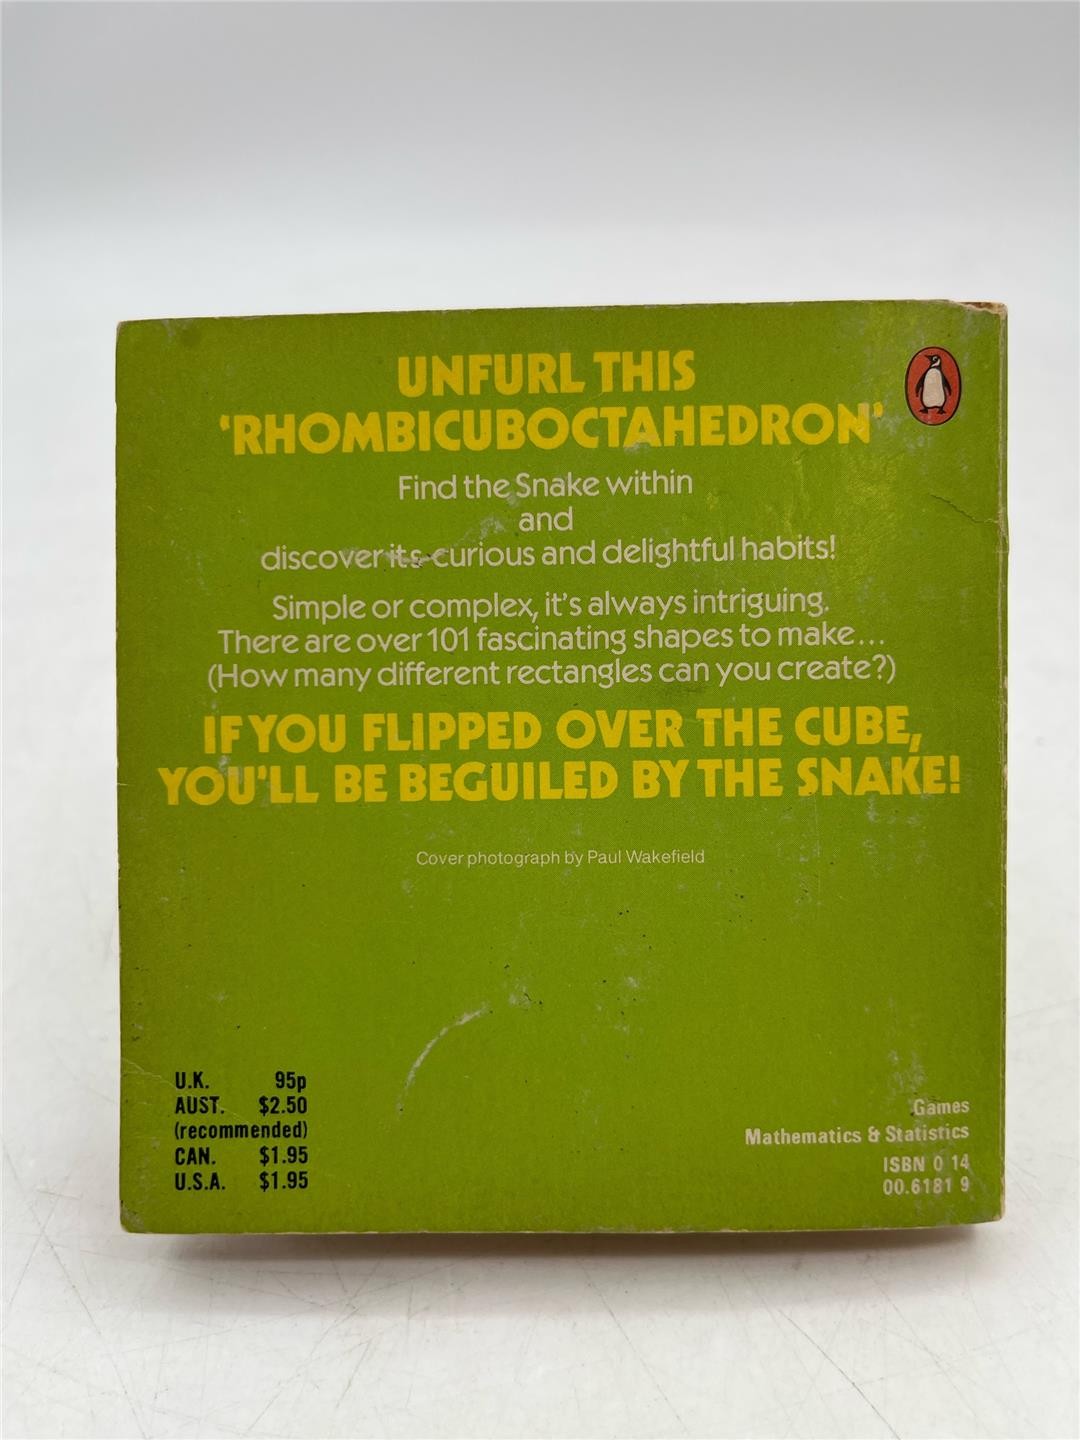 UNFURL THIS
'RHOMBICUBOCTAHEDRON'
Find the Snake within
and
discover its curious and delightful habits!
Simple or complex, it's always intriguing.
There are over 101 fascinating shapes to make...
(How many different rectangles can you create?)
IF YOU FLIPPED OVER THE CUBE,
YOU'LL BE BEGUILED BY THE SNAKE!
Cover photograph by Paul Wakefield
U.K. 95p
AUST. $2.50
(recommended)
CAN. $1.95
U.S.A. $1.95
Games
Mathematics & Statistics
ISBN 0 14
00.6181 9